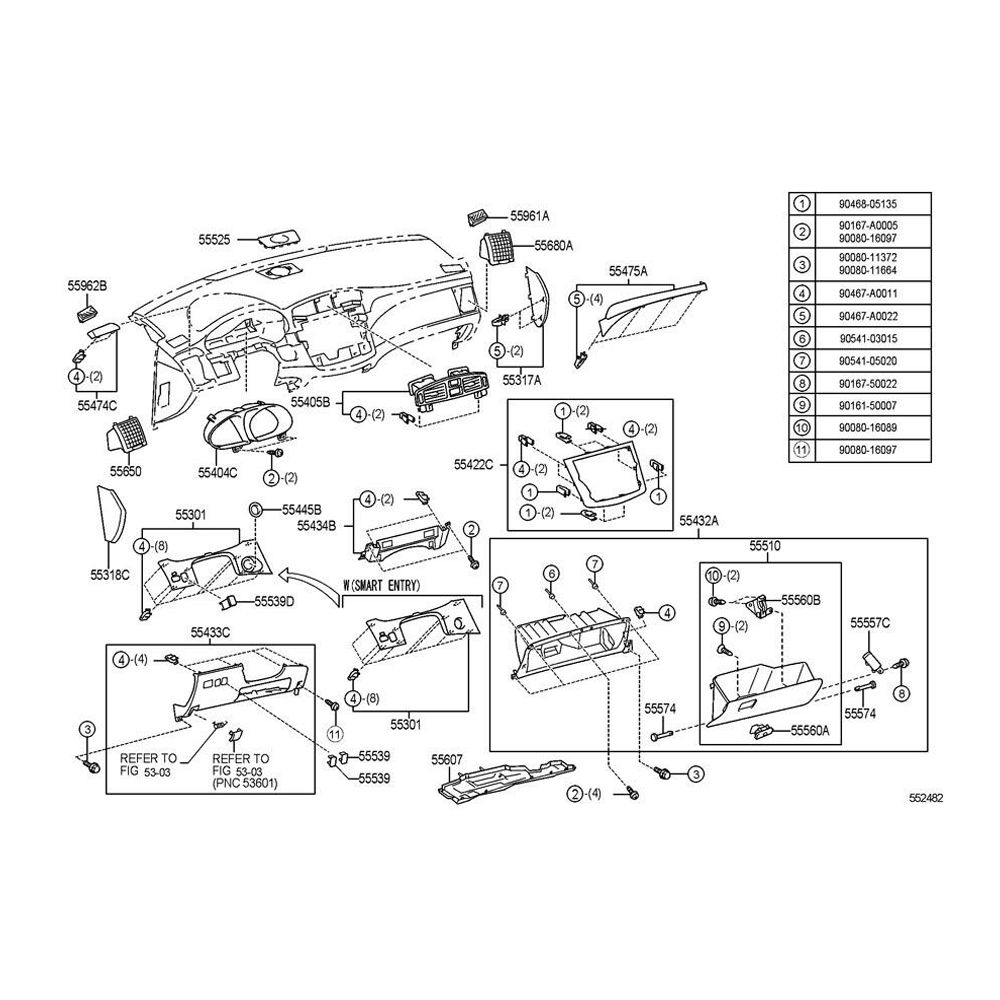 55961A
55525
55680A
55475A
5-(4)
55962B
4-(2)
55474C
5-(2)
55317A
55405B
4-(2)
55650
55404C
2-(2)
1-(2)
4-(2)
55422C
4-(2)
1
1
1-(2)
1 90468-05135
2 90167-A0005
90080-16097
3 90080-11372
90080-11664
4 90467-A0011
5 90467-A0022
6 90541-03015
7 90541-05020
8 90167-50022
9 90161-50007
10 90080-16089
11 90080-16097
55301
55445B
4-(2)
55434B
2
4-(8)
55318C
55539D
W(SMART ENTRY)
4-(8)
55301
55432A
55510
7
6
7
4
10-(2)
55560B
9-(2)
55557C
8
55574
55574
55560A
55433C
4-(4)
11
3
REFER TO
FIG 53-03
REFER TO
FIG 53-03
(PNC 53601)
55539
55539
55607
3
2-(4)
552482